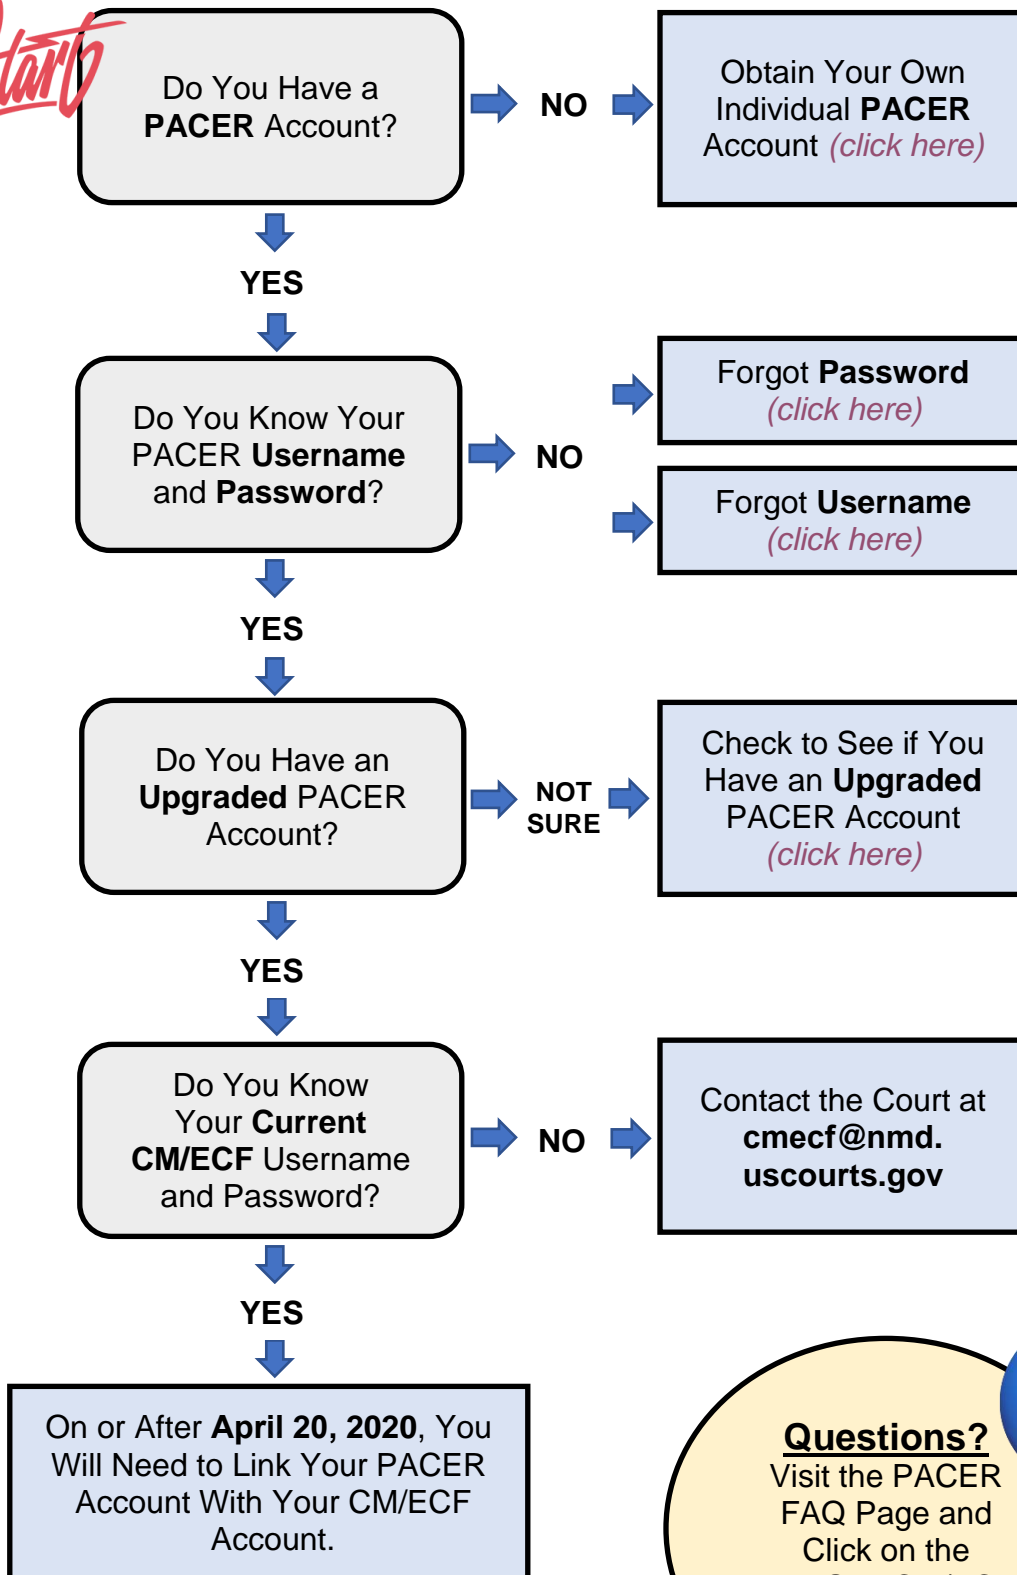 Start
Do You Have a
PACER Account?
NO
Obtain Your Own
Individual PACER
Account (click here)
YES
Do You Know Your
PACER Username
and Password?
NO
Forgot Password
(click here)
Forgot Username
(click here)
YES
Do You Have an
Upgraded PACER
Account?
NOT
SURE
Check to See if You
Have an Upgraded
PACER Account
(click here)
YES
Do You Know
Your Current
CM/ECF Username
and Password?
NO
Contact the Court at
cmecf@nmd.
uscourts.gov
YES
On or After April 20, 2020, You
Will Need to Link Your PACER
Account With Your CM/ECF
Account.
Questions?
Visit the PACER
FAQ Page and
Click on the